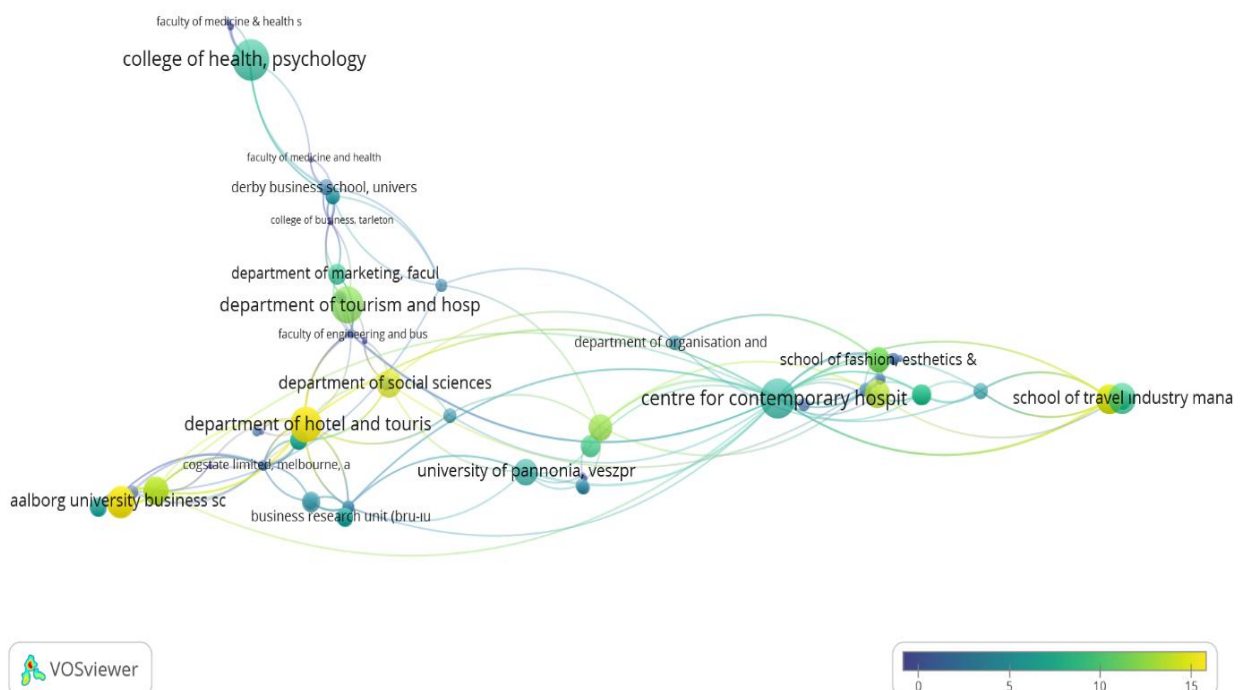 faculty of medicine & health s
college of health, psychology
faculty of medicine and health
derby business school, univers
college of business, tarleton
department of marketing, facul
department of tourism and hosp
faculty of engineering and bus
department of organisation and
school of fashion, esthetics &
department of social sciences
centre for contemporary hospit
school of travel industry mana
department of hotel and touris
cogstate limited, melbourne, a
university of pannonia, veszpr
aalborg university business sc
business research unit (bru-iu
VOSviewer
0 5 10 15